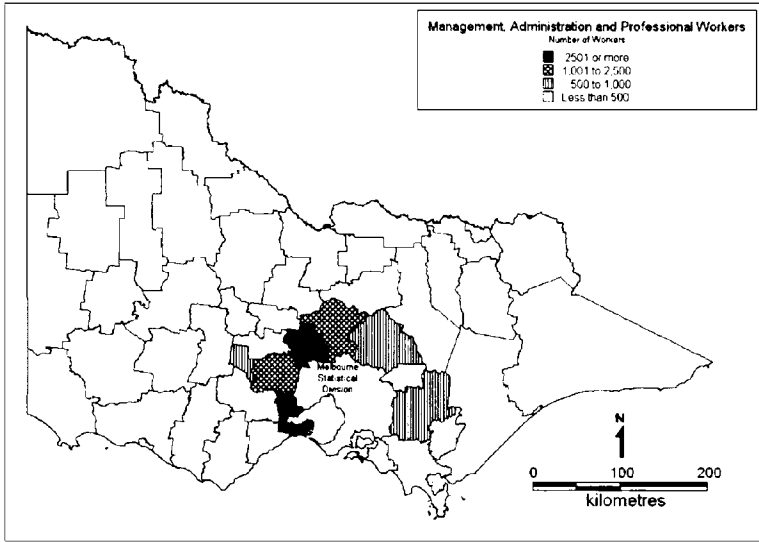 Management, Administration and Professional Workers
Number of Workers
2501 or more
1,001 to 2,500
500 to 1,000
Less than 500
Melbourne
Statistical
Division
N
0 100 200
kilometres